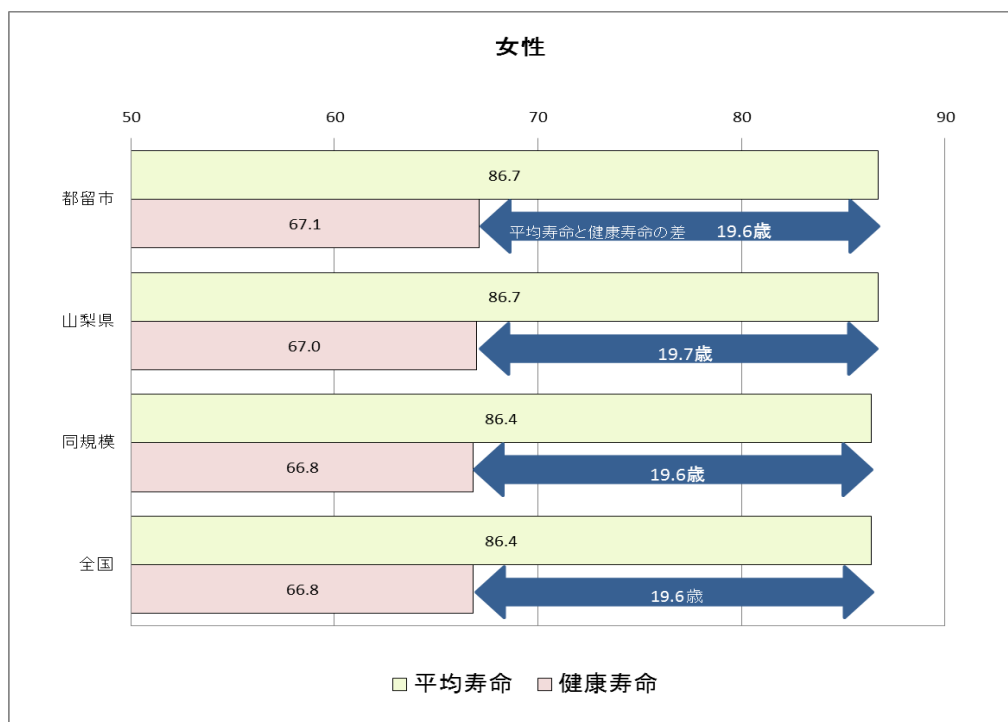 女性
50 60 70 80 90
都留市
86.7
67.1
平均寿命と健康寿命の差 19.6歳
山梨県
86.7
67.0
19.7歳
同規模
86.4
66.8
19.6歳
全国
86.4
66.8
19.6歳
平均寿命 健康寿命